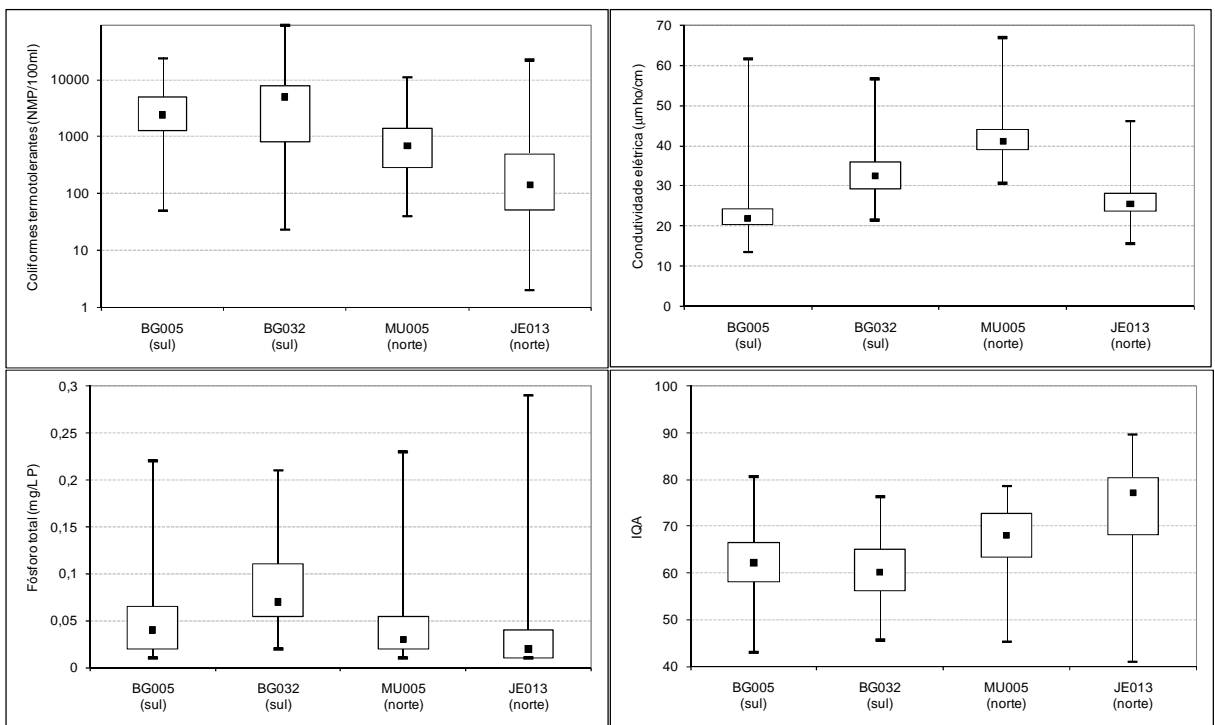 Coliformes termotolerantes (NMP/100ml)
10000
1000
100
10
1
BG005
(sul)
BG032
(sul)
MU005
(norte)
JE013
(norte)
Condutividade elétrica (µmho/cm)
70
60
50
40
30
20
10
0
BG005
(sul)
BG032
(sul)
MU005
(norte)
JE013
(norte)
Fósforo total (mg/L P)
0,3
0,25
0,2
0,15
0,1
0,05
0
BG005
(sul)
BG032
(sul)
MU005
(norte)
JE013
(norte)
IQA
100
90
80
70
60
50
40
BG005
(sul)
BG032
(sul)
MU005
(norte)
JE013
(norte)